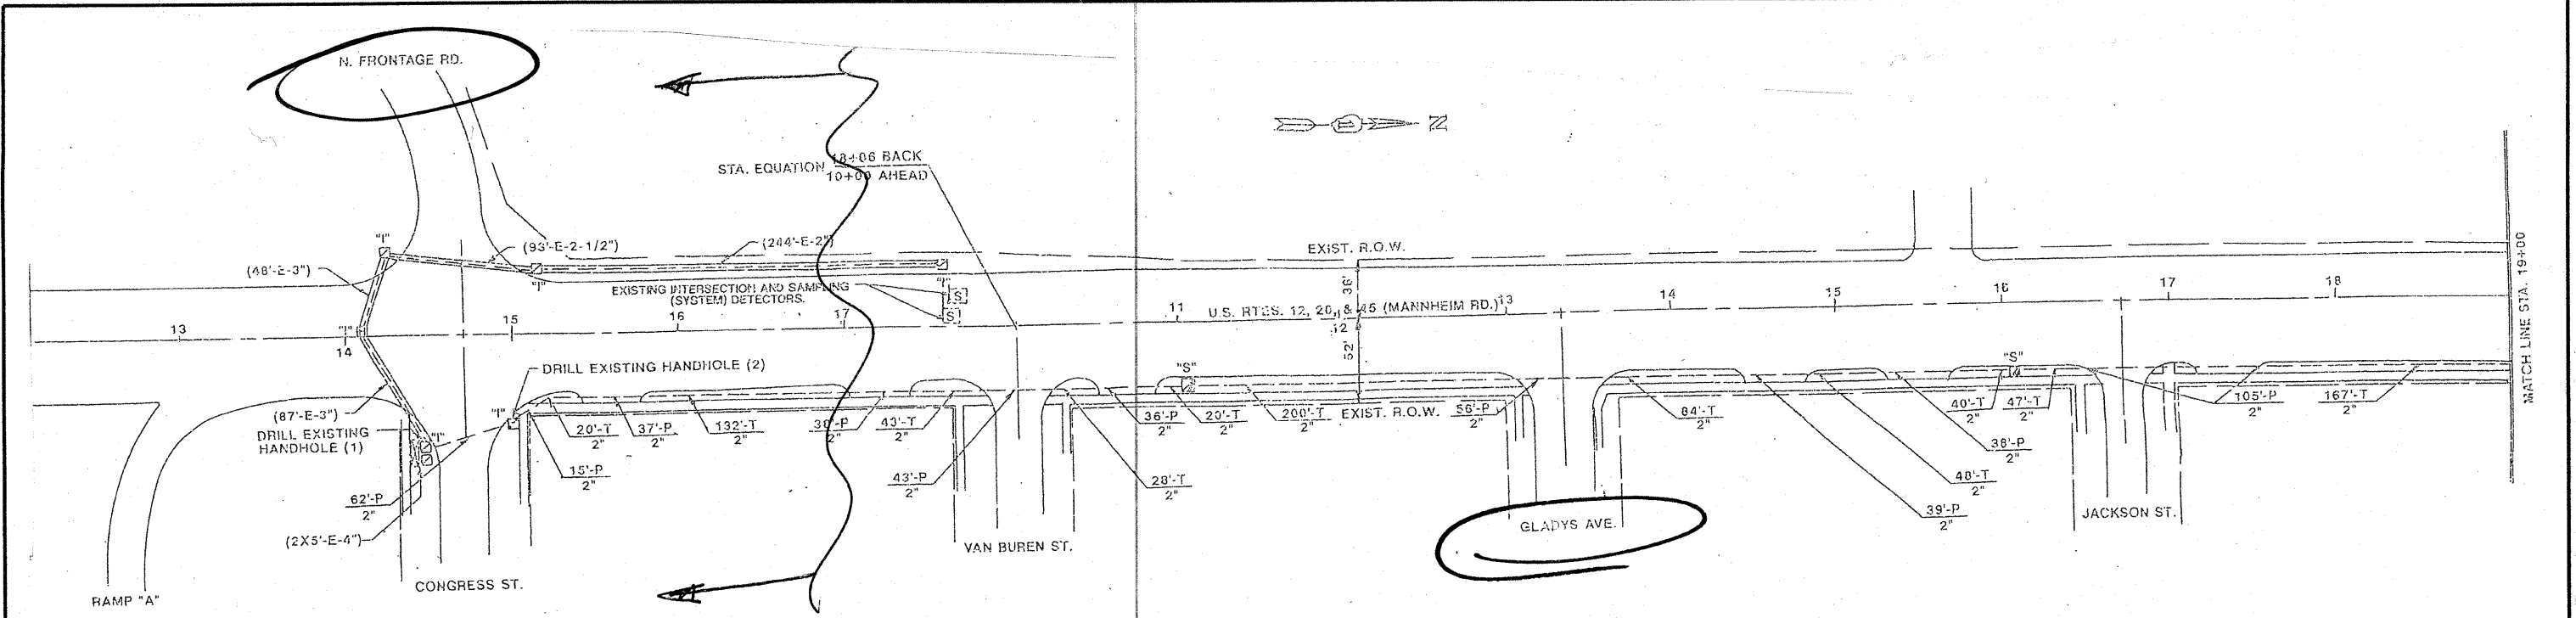 N. FRONTAGE RD.
N
STA. EQUATION 18+06 BACK
10+00 AHEAD
"I"
(93'-E-2-1/2")
(244'-E-2")
EXIST. R.O.W.
(48'-E-3")
"I"
"I"
EXISTING INTERSECTION AND SAMPLING
(SYSTEM) DETECTORS.
S
S
36'
13
"I"
14
15
16
17
11
U.S. RTES. 12, 20, & 45 (MANNHEIM RD.)
12
13
14
15
16
17
18
MATCH LINE STA. 19+00
52'
DRILL EXISTING HANDHOLE (2)
"S"
"S"
(87'-E-3")
"I"
DRILL EXISTING
HANDHOLE (1)
"I"
20'-T
2"
37'-P
2"
132'-T
2"
38'-P
2"
43'-T
2"
36'-P
2"
20'-T
2"
200'-T
2"
EXIST. R.O.W.
56'-P
2"
84'-T
2"
40'-T
2"
47'-T
2"
105'-P
2"
167'-T
2"
15'-P
2"
43'-P
2"
28'-T
2"
38'-P
2"
48'-T
2"
39'-P
2"
62'-P
2"
(2X5'-E-4")
VAN BUREN ST.
GLADYS AVE.
JACKSON ST.
CONGRESS ST.
RAMP "A"